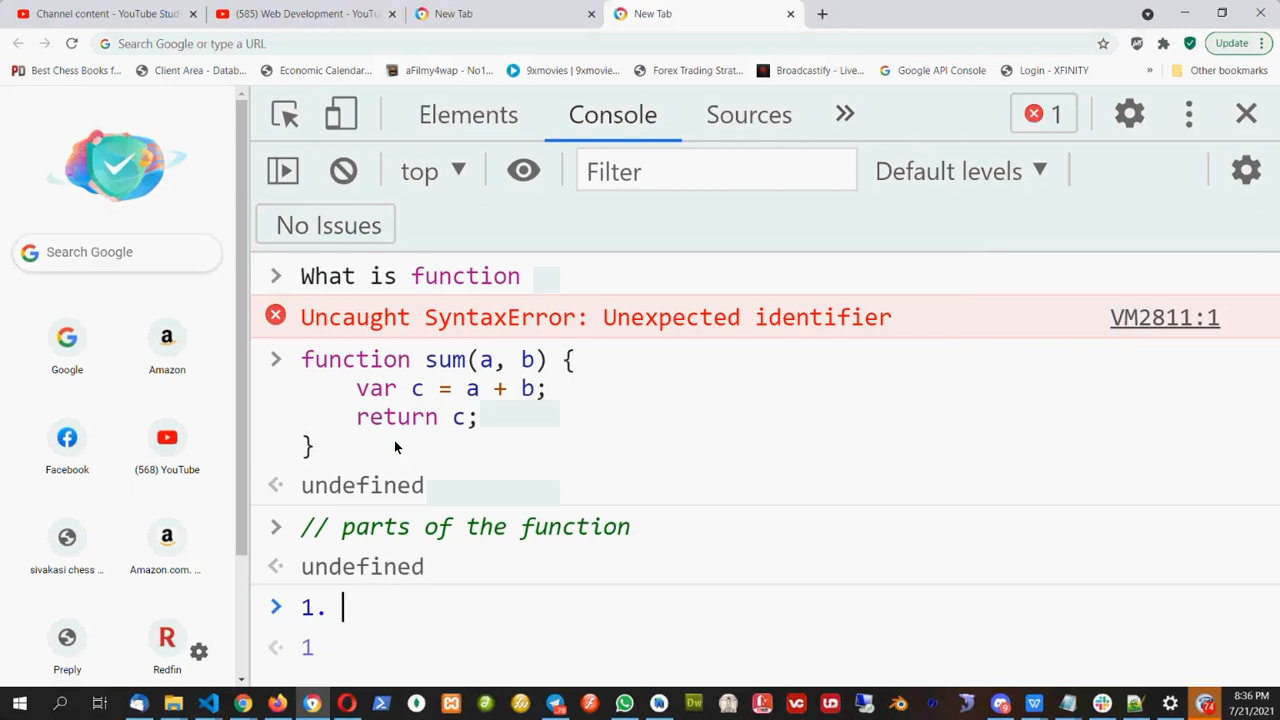 Channel content - YouTube Stud
(585) Web Development - YouTu
New Tab
New Tab
Search Google or type a URL
Update
Best Chess Books f...
Client Area - Datab...
Economic Calendar...
aFilmy4wap - No1...
9xmovies | 9xmovie...
Forex Trading Strat...
Broadcastify - Live...
Google API Console
Login - XFINITY
»
Other bookmarks
Elements
Console
Sources
1
top
Filter
Default levels
No Issues
Search Google
Google
Amazon
Facebook
(568) YouTube
sivakasi chess ...
Amazon.com. ...
Preply
Redfin
> What is function
Uncaught SyntaxError: Unexpected identifier
VM2811:1
> function sum(a, b) {
var c = a + b;
return c;
}
undefined
> // parts of the function
undefined
> 1.
1
8:36 PM
7/21/2021